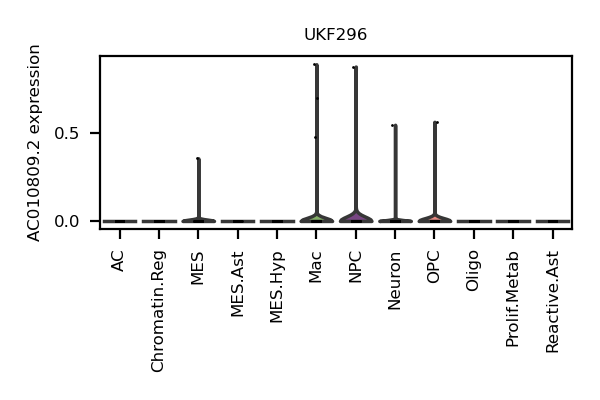 UKF296
AC010809.2 expression
0.5
0.0
AC
Chromatin.Reg
MES
MES.Ast
MES.Hyp
Mac
NPC
Neuron
OPC
Oligo
Prolif.Metab
Reactive.Ast